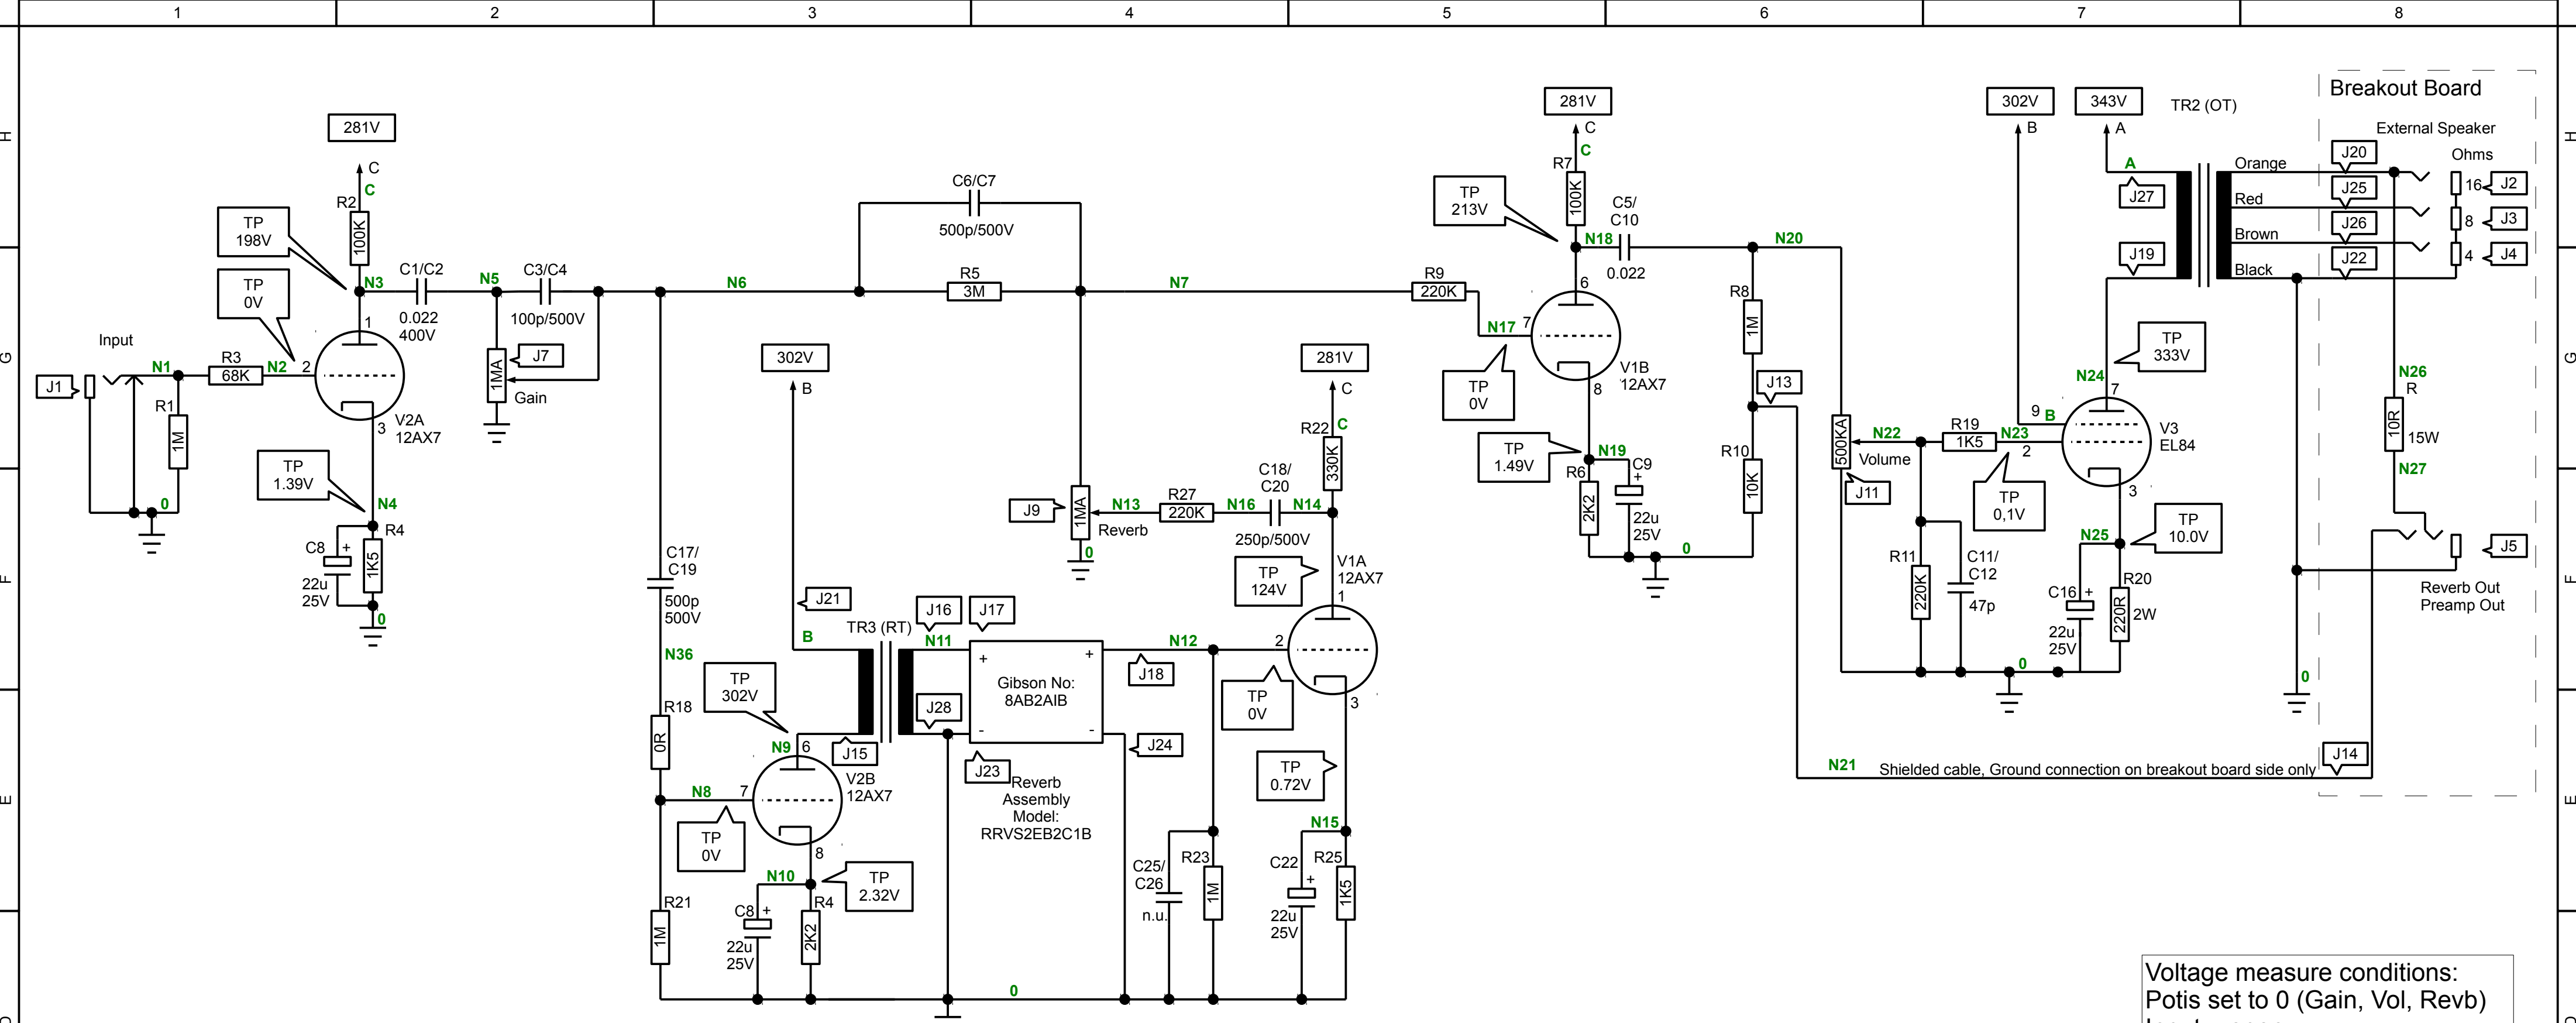 1 2 3 4 5 6 7 8
H
G
F
E
D
281V
C
C
R2
100K
TP
198V
TP
0V
N3
C1/C2
0.022
400V
N5
C3/C4
100p/500V
1
Input
J1
N1
R3
68K
N2
2
R1
1M
0
V2A
12AX7
3
TP
1.39V
N4
C8
+
22u
25V
R4
1K5
0
J7
1MA
Gain
N6
C6/C7
500p/500V
R5
3M
N7
C17/
C19
500p
500V
N36
R18
0R
N8
7
TP
0V
R21
1M
302V
B
J21
B
TR3 (RT)
TP
302V
N9
6
J15
V2B
12AX7
8
N10
TP
2.32V
C8
+
22u
25V
R4
2K2
J16
J17
N11
J28
+
+
Gibson No:
8AB2AIB
-
-
J23
Reverb
Assembly
Model:
RRVS2EB2C1B
J18
J24
N12
0
J9
1MA
Reverb
0
N13
R27
220K
N16
C18/
C20
250p/500V
N14
281V
C
C
R22
330K
TP
124V
V1A
12AX7
1
2
TP
0V
3
TP
0.72V
N15
C25/
C26
n.u.
R23
1M
C22
+
22u
25V
R25
1K5
281V
C
C
R7
100K
TP
213V
N18
C5/
C10
0.022
R9
220K
N17
7
6
TP
0V
V1B
12AX7
8
TP
1.49V
N19
R6
2K2
C9
+
22u
25V
0
N20
R8
1M
J13
R10
10K
500KA
Volume
J11
N22
R19
1K5
N23
2
TP
0,1V
R11
220K
C11/
C12
47p
302V
B
343V
A
A
J27
J19
TR2 (OT)
TP
333V
N24
7
9
B
V3
EL84
3
N25
TP
10.0V
C16
+
22u
25V
R20
220R
2W
0
Orange
Red
Brown
Black
Breakout Board
External Speaker
Ohms
J20
J25
J26
J22
16
J2
8
J3
4
J4
N26
R
10R
15W
N27
J5
Reverb Out
Preamp Out
0
J14
N21
Shielded cable, Ground connection on breakout board side only
Voltage measure conditions:
Potis set to 0 (Gain, Vol, Revb)